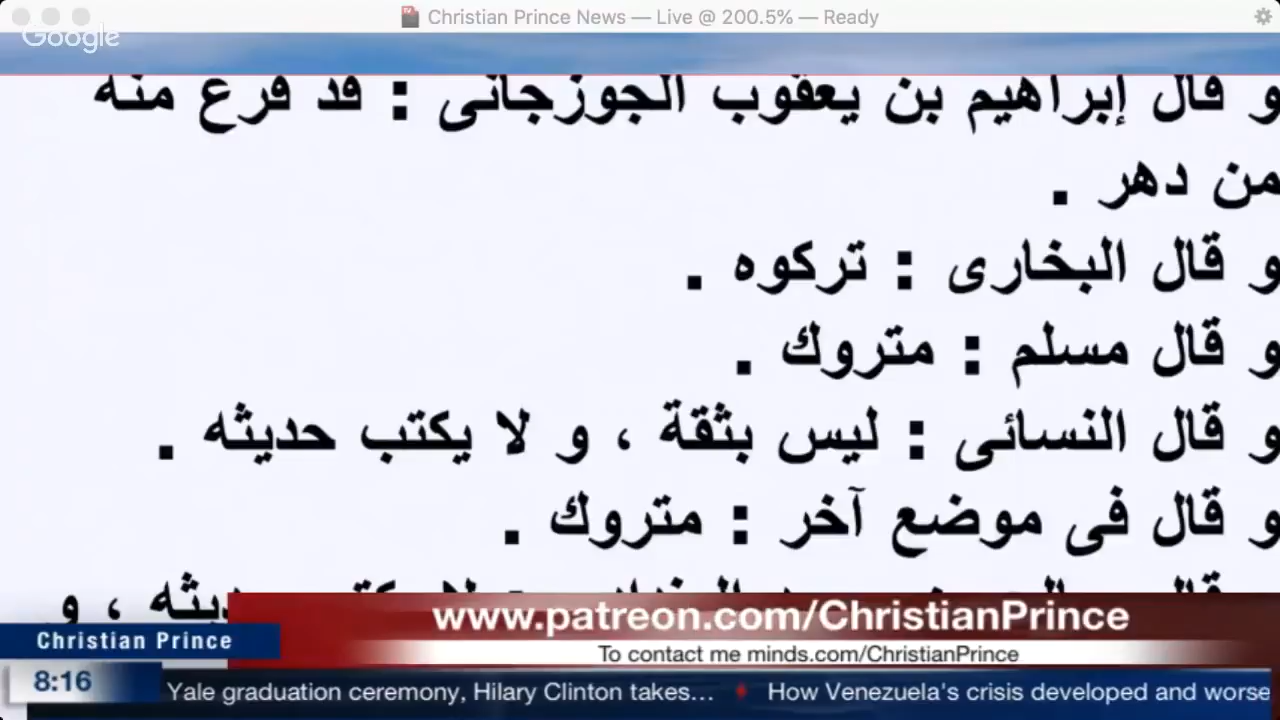 Christian Prince News — Live @ 200.5% — Ready
Google
و قال إبراهيم بن يعقوب الجوزجانى : قد فرغ منه
من دهر .
و قال البخارى : تركوه .
و قال مسلم : متروك .
و قال النسائى : ليس بثقة ، و لا يكتب حديثه .
و قال فى موضع آخر : متروك .
www.patreon.com/ChristianPrince
Christian Prince
To contact me minds.com/ChristianPrince
8:16
Yale graduation ceremony, Hilary Clinton takes... ♦ How Venezuela's crisis developed and worse